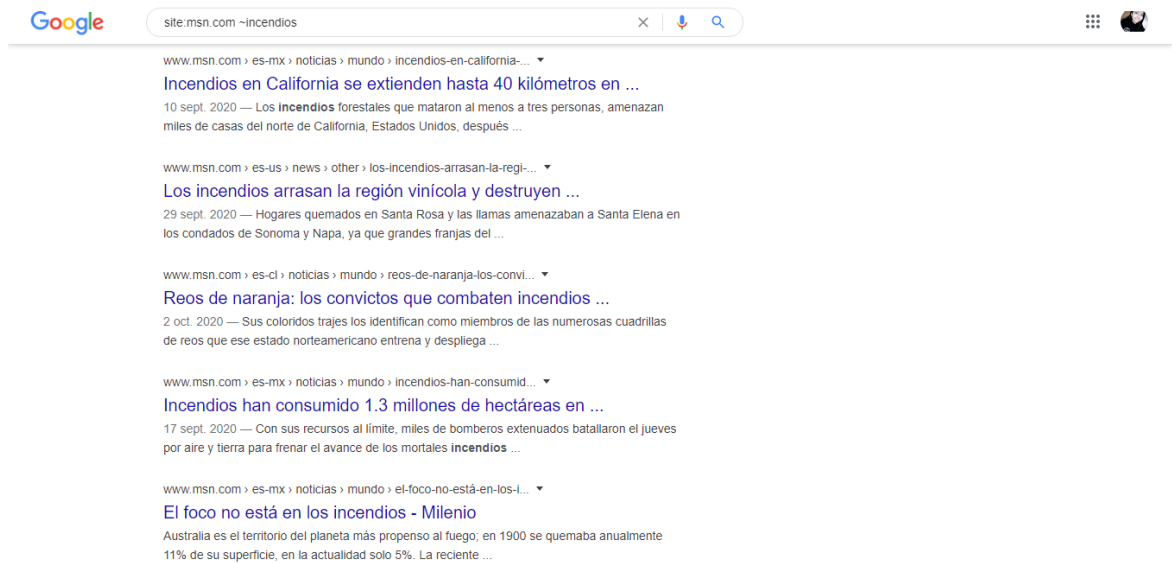 Google
site:msn.com ~incendios
www.msn.com › es-mx › noticias › mundo › incendios-en-california-...
Incendios en California se extienden hasta 40 kilómetros en ...
10 sept. 2020 — Los incendios forestales que mataron al menos a tres personas, amenazan
miles de casas del norte de California, Estados Unidos, después ...
www.msn.com › es-us › news › other › los-incendios-arrasan-la-regi-...
Los incendios arrasan la región vinícola y destruyen ...
29 sept. 2020 — Hogares quemados en Santa Rosa y las llamas amenazaban a Santa Elena en
los condados de Sonoma y Napa, ya que grandes franjas del ...
www.msn.com › es-cl › noticias › mundo › reos-de-naranja-los-convi...
Reos de naranja: los convictos que combaten incendios ...
2 oct. 2020 — Sus coloridos trajes los identifican como miembros de las numerosas cuadrillas
de reos que ese estado norteamericano entrena y despliega ...
www.msn.com › es-mx › noticias › mundo › incendios-han-consumid...
Incendios han consumido 1.3 millones de hectáreas en ...
17 sept. 2020 — Con sus recursos al límite, miles de bomberos extenuados batallaron el jueves
por aire y tierra para frenar el avance de los mortales incendios ...
www.msn.com › es-mx › noticias › mundo › el-foco-no-está-en-los-i...
El foco no está en los incendios - Milenio
Australia es el territorio del planeta más propenso al fuego; en 1900 se quemaba anualmente
11% de su superficie, en la actualidad solo 5%. La reciente ...